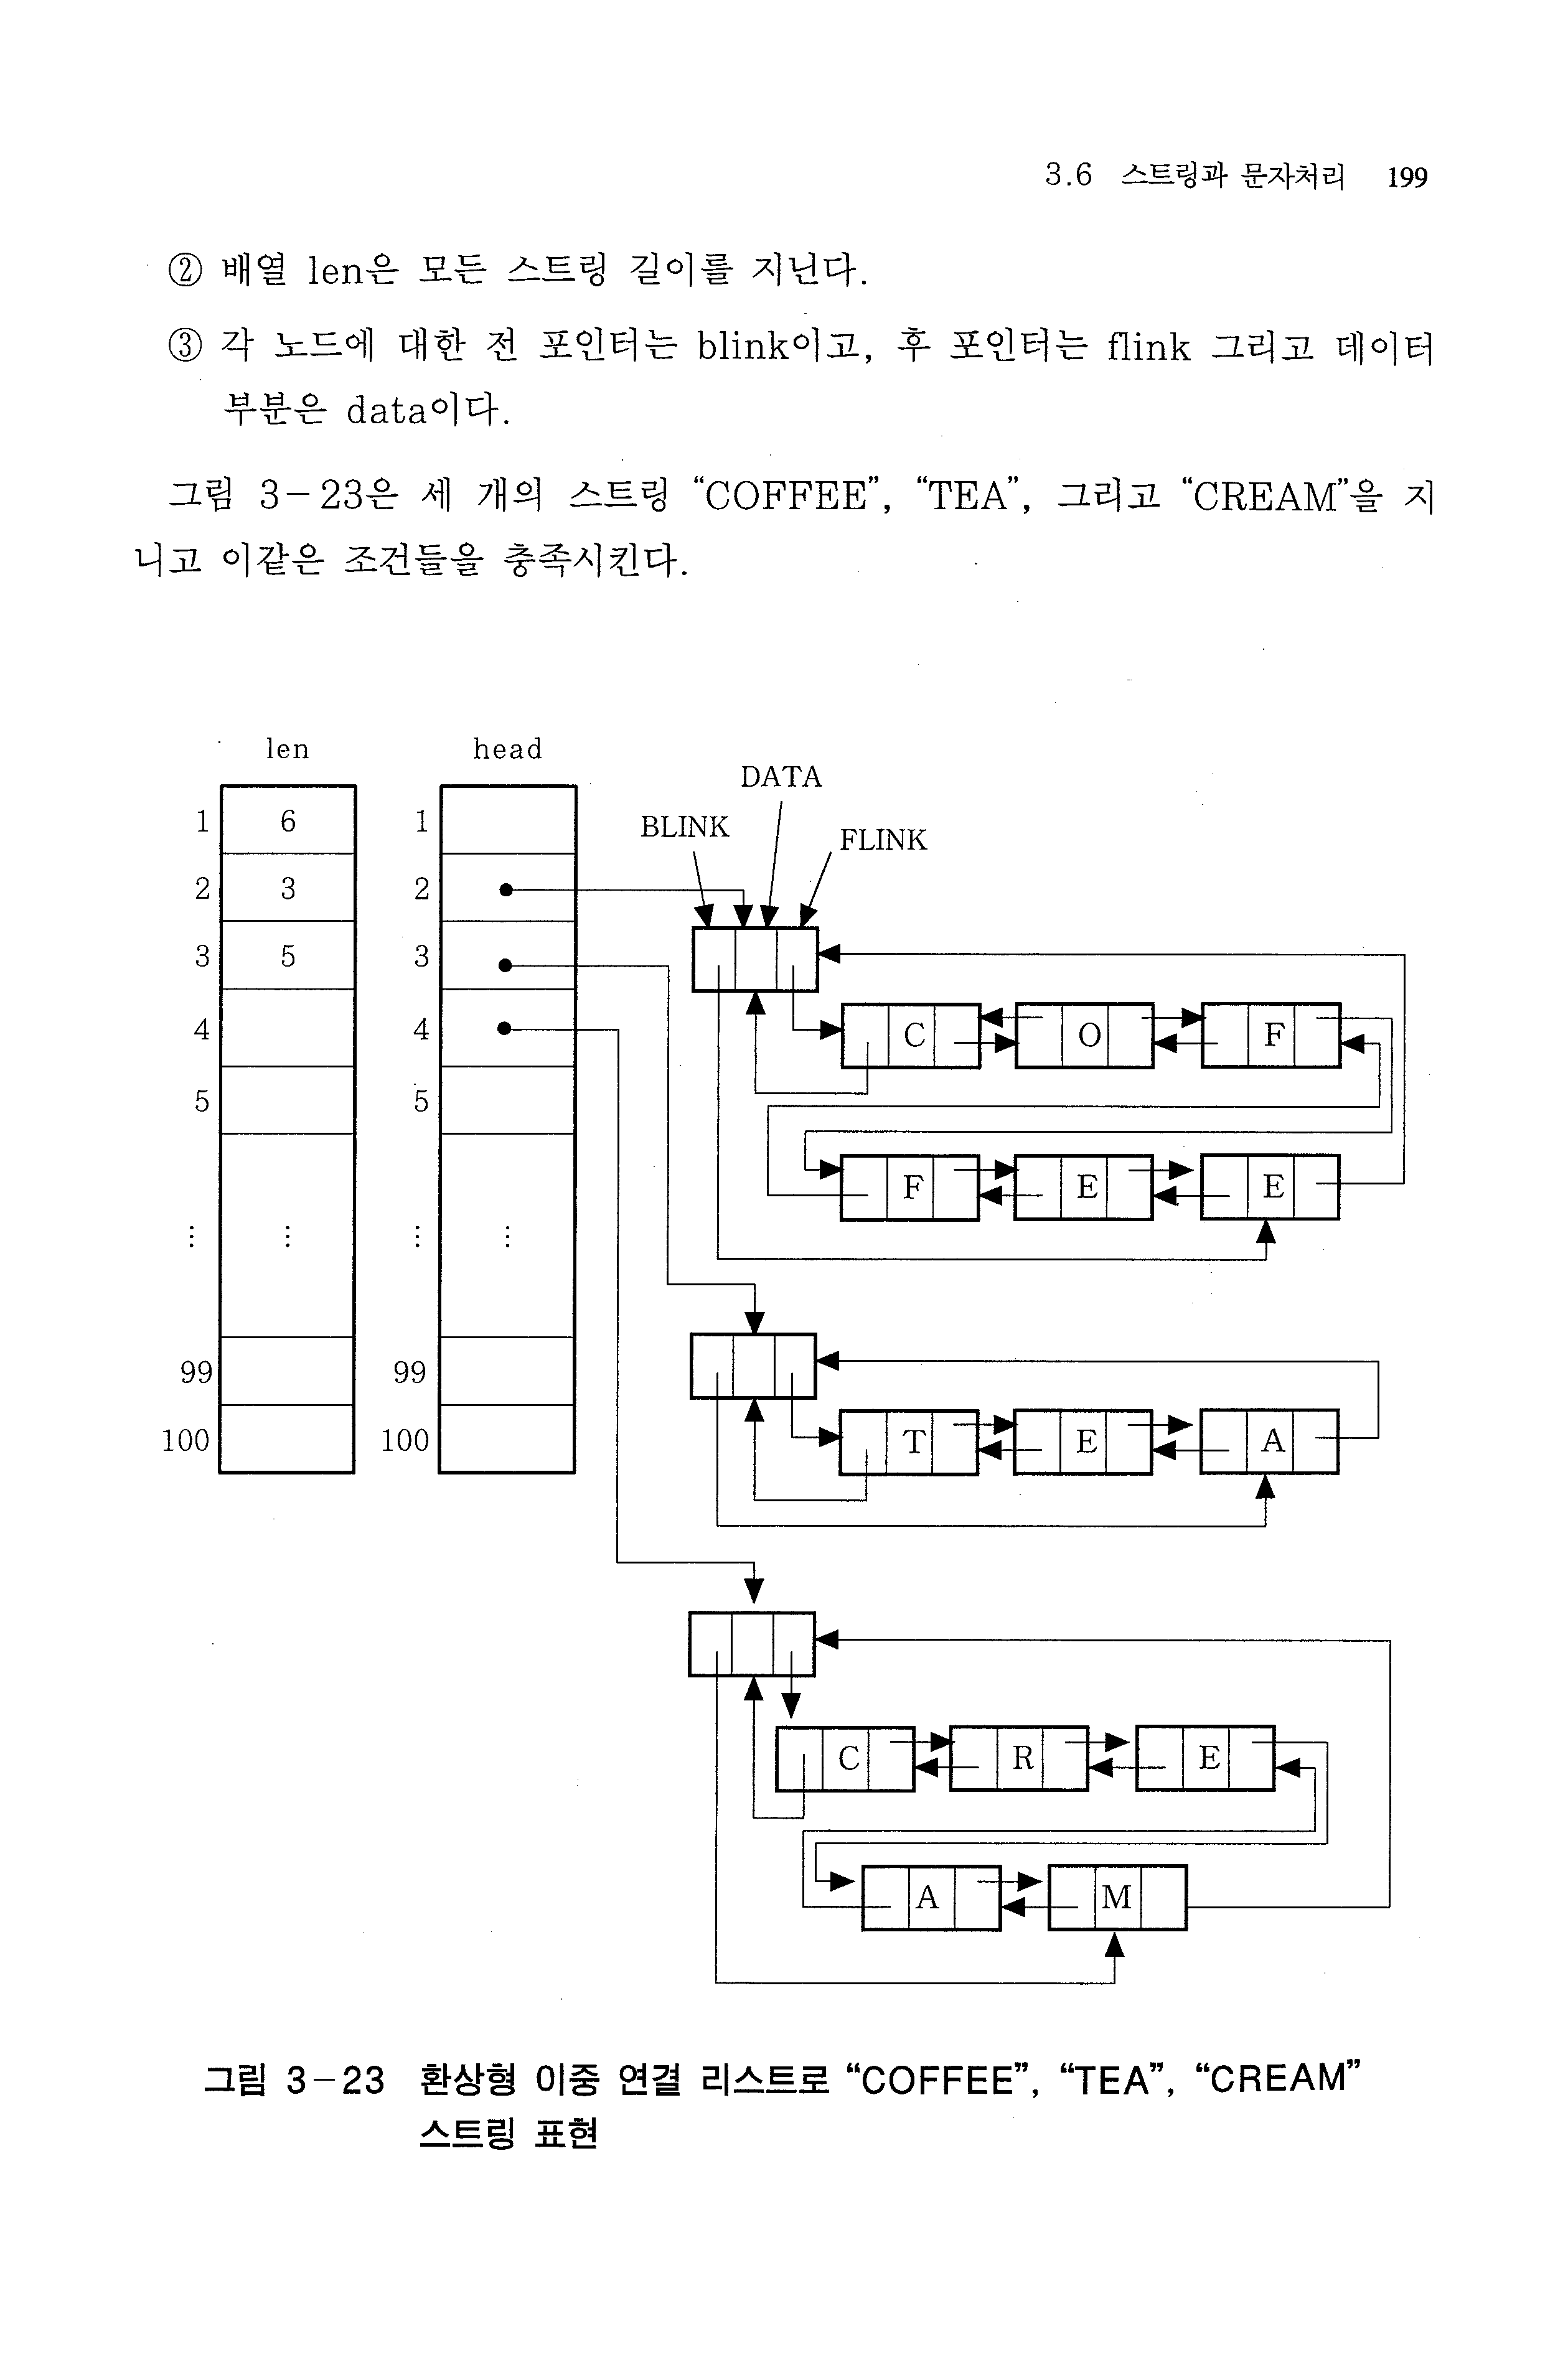 3.6 스트링과 문자처리 199
② 배열 len은 모든 스트링 길이를 지닌다.
③ 각 노드에 대한 전 포인터는 blink이고, 후 포인터는 flink 그리고 데이터
부분은 data이다.
그림 3-23은 세 개의 스트링 “COFFEE”, “TEA”, 그리고 “CREAM”을 지
니고 이같은 조건들을 충족시킨다.
len
head
DATA
BLINK
FLINK
1 6
2 3
3 5
4
5
⋮ ⋮
99
100
1
2
3
4
5
⋮ ⋮
99
100
C O F
F E E
T E A
C R E
A M
그림 3-23 환상형 이중 연결 리스트로 “COFFEE”, “TEA”, “CREAM”
스트링 표현